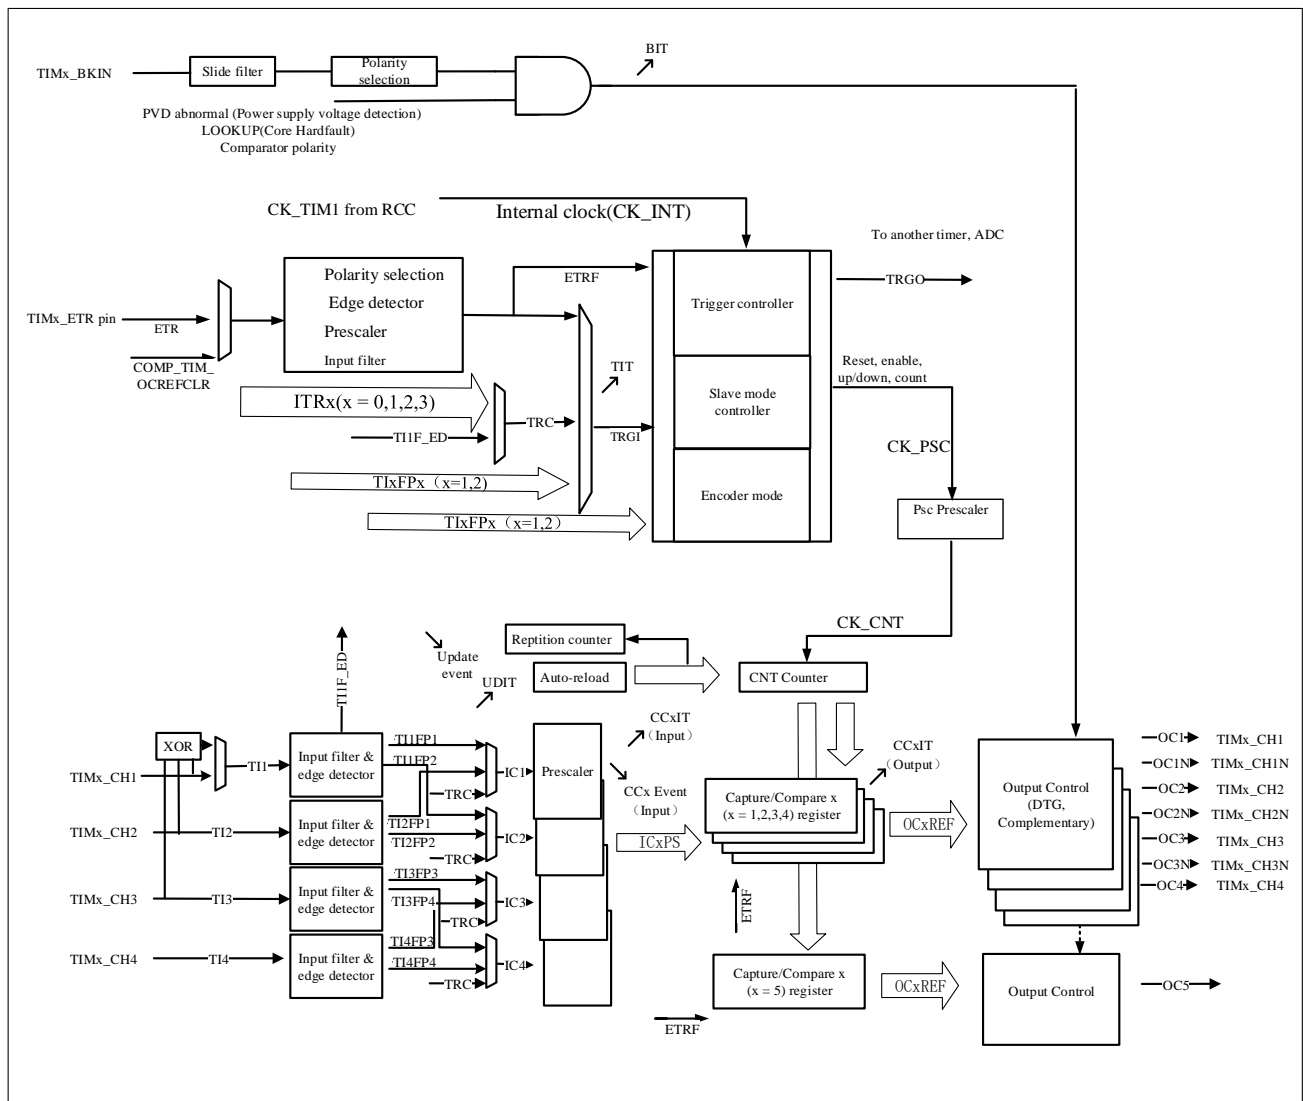 BIT
TIMx_BKIN
Slide filter
Polarity
selection
PVD abnormal (Power supply voltage detection)
LOOKUP(Core Hardfault)
Comparator polarity
CK_TIM1 from RCC
Internal clock(CK_INT)
To another timer, ADC
TRGO
TIMx_ETR pin
ETR
COMP_TIM_
OCREFCLR
Polarity selection
Edge detector
Prescaler
Input filter
ETRF
Trigger controller
Slave mode
controller
Encoder mode
Reset, enable,
up/down, count
ITRx(x = 0,1,2,3)
TI1F_ED
TRC
TIT
TRGI
TIxFPx（x=1,2)
TIxFPx（x=1,2）
CK_PSC
Psc Prescaler
CK_CNT
TI1F_ED
Update
event
Reptition counter
Auto-reload
CNT Counter
UDIT
XOR
TIMx_CH1
TI1
Input filter &
edge detector
TI1FP1
TI1FP2
TRC
IC1
Prescaler
CCxIT
（Input）
CCx Event
（Input）
TIMx_CH2
TI2
Input filter &
edge detector
TI2FP1
TI2FP2
TRC
IC2
ICxPS
Capture/Compare x
(x = 1,2,3,4) register
CCxIT
（Output）
OCxREF
Output Control
(DTG,
Complementary)
OC1
TIMx_CH1
OC1N
TIMx_CH1N
OC2
TIMx_CH2
OC2N
TIMx_CH2N
OC3
TIMx_CH3
OC3N
TIMx_CH3N
OC4
TIMx_CH4
TIMx_CH3
TI3
Input filter &
edge detector
TI3FP3
TI3FP4
TRC
IC3
ETRF
TIMx_CH4
TI4
Input filter &
edge detector
TI4FP3
TI4FP4
TRC
IC4
Capture/Compare x
(x = 5) register
ETRF
OCxREF
Output Control
OC5